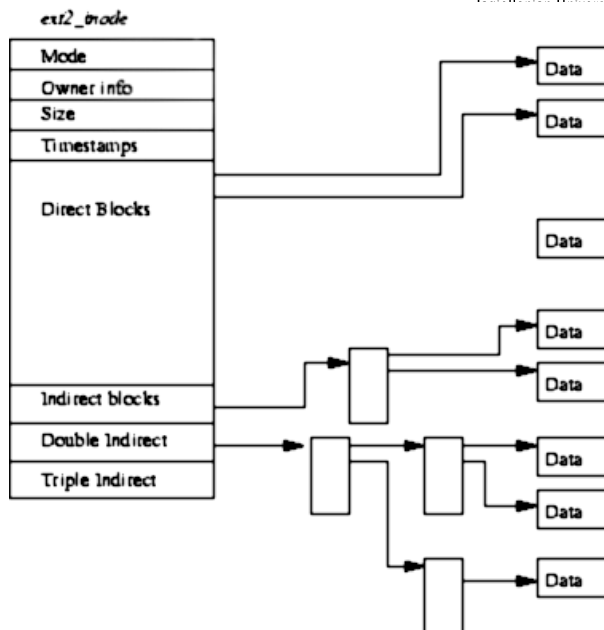 ext2_inode
Mode
Owner info
Size
Timestamps
Direct Blocks
Indirect blocks
Double Indirect
Triple Indirect
Data
Data
Data
Data
Data
Data
Data
Data